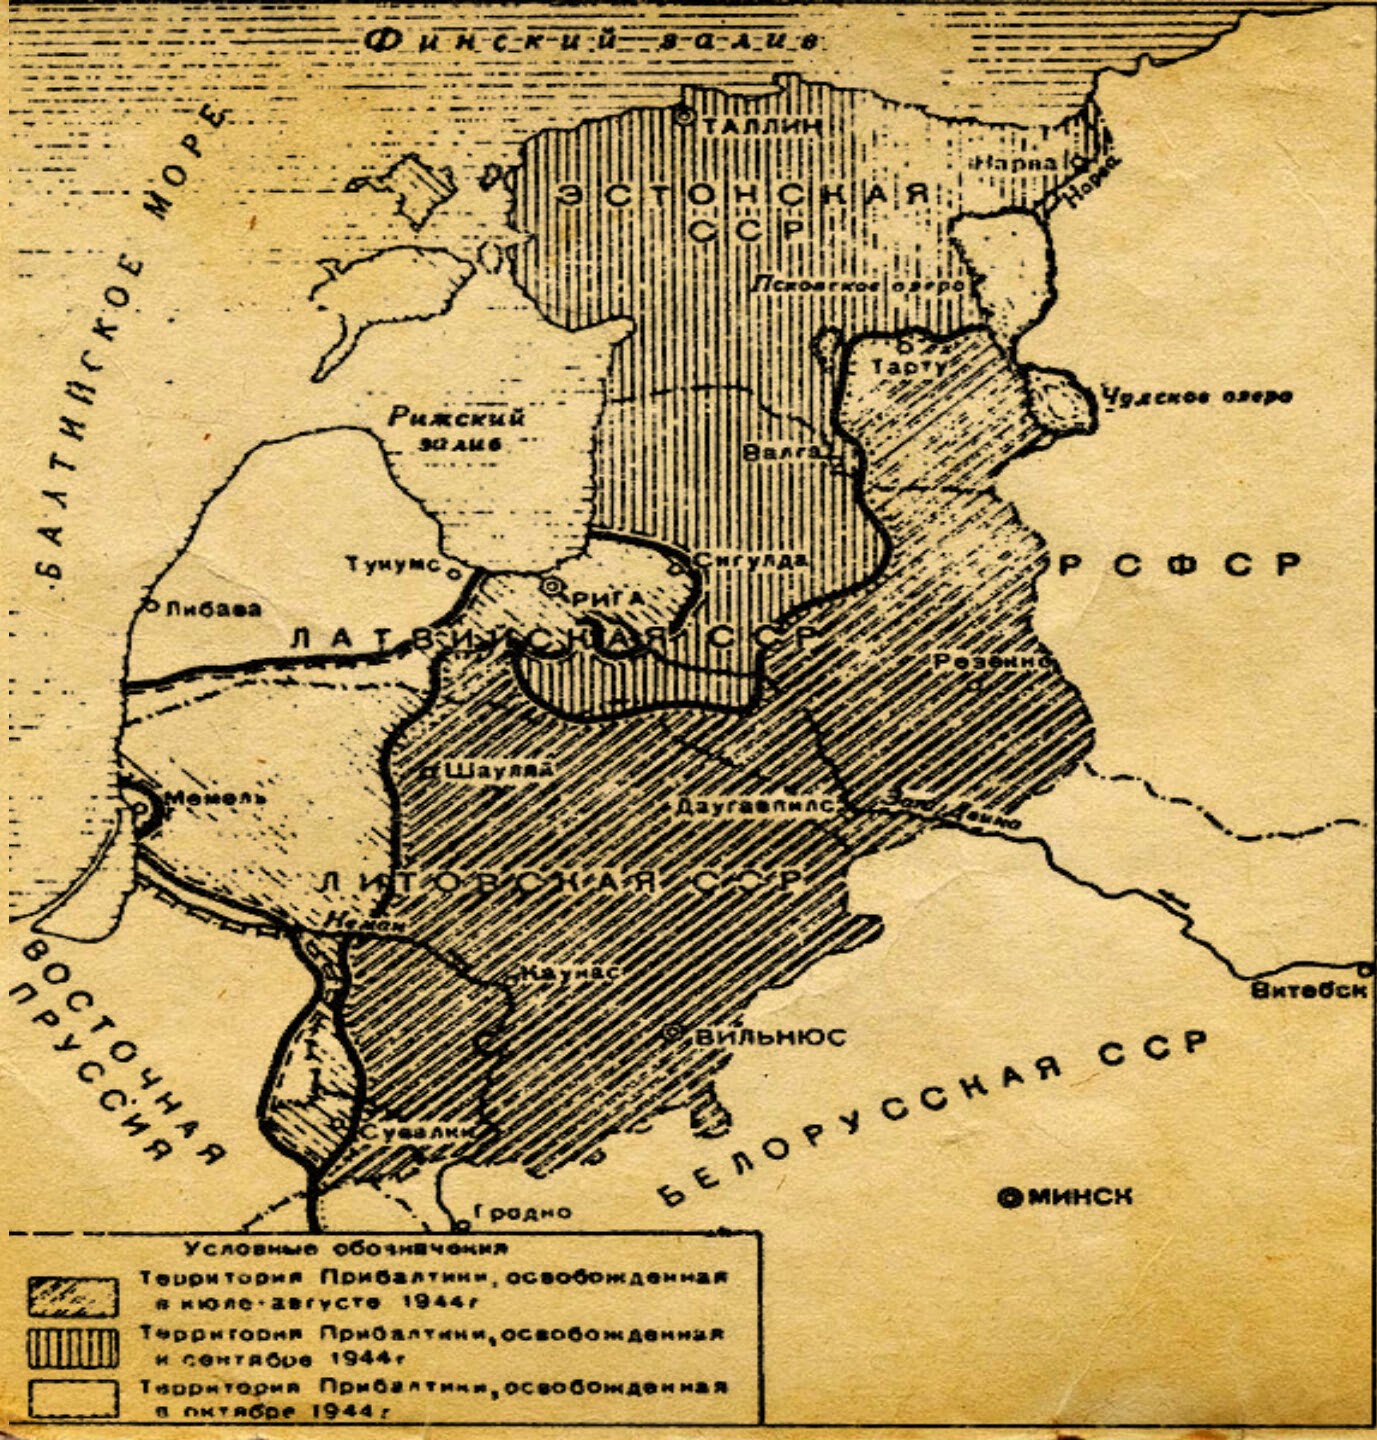 Финский залив
БАЛТИЙСКОЕ МОРЕ
ТАЛЛИН
Нарва
Нарва
ЭСТОНСКАЯ
ССР
Псковское озеро
Тарту
Чудское озеро
Рижский
залив
Валга
РСФСР
Тукумс
Сигулда
РИГА
Либава
ЛАТВИЙСКАЯ ССР
Резекне
Шауляй
Мемель
Даугавпилс
Зап. Двина
ЛИТОВСКАЯ ССР
Неман
Каунас
Витебск
ВОСТОЧНАЯ
ПРУССИЯ
ВИЛЬНЮС
БЕЛОРУССКАЯ ССР
Сувалки
МИНСК
Гродно
Условные обозначения
Территория Прибалтики, освобожденная
в июле-августе 1944г
Территория Прибалтики, освобожденная
в сентябре 1944г
Территория Прибалтики, освобожденная
в октябре 1944г